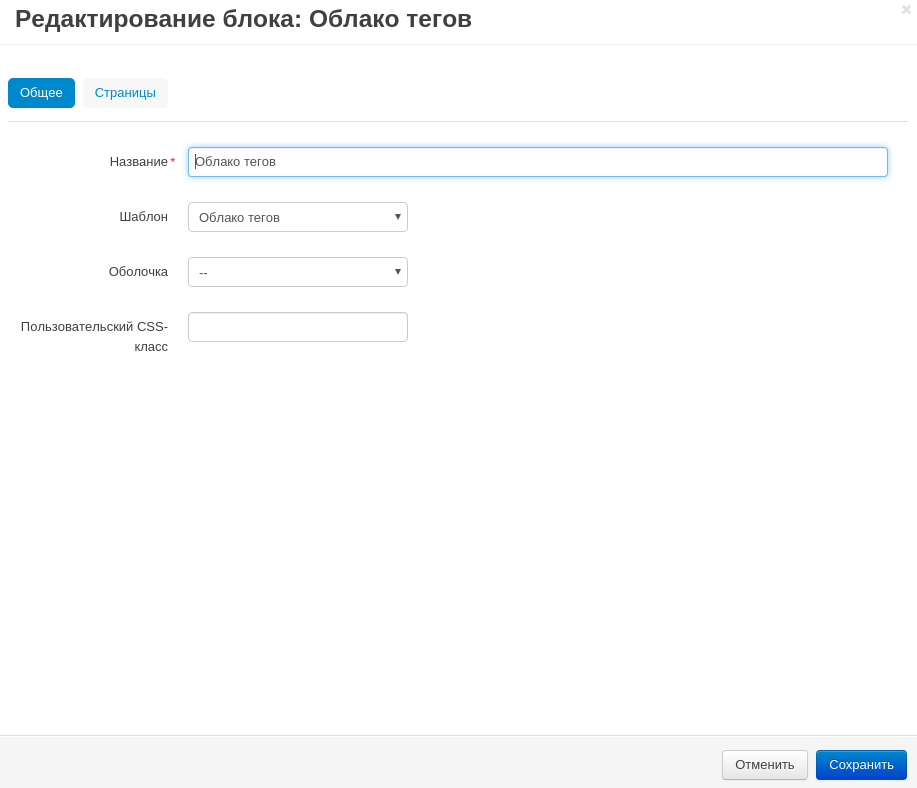 Редактирование блока: Облако тегов
Общее
Страницы
Название*
Облако тегов
Шаблон
Облако тегов
Оболочка
--
Пользовательский CSS-
класс
Отменить
Сохранить